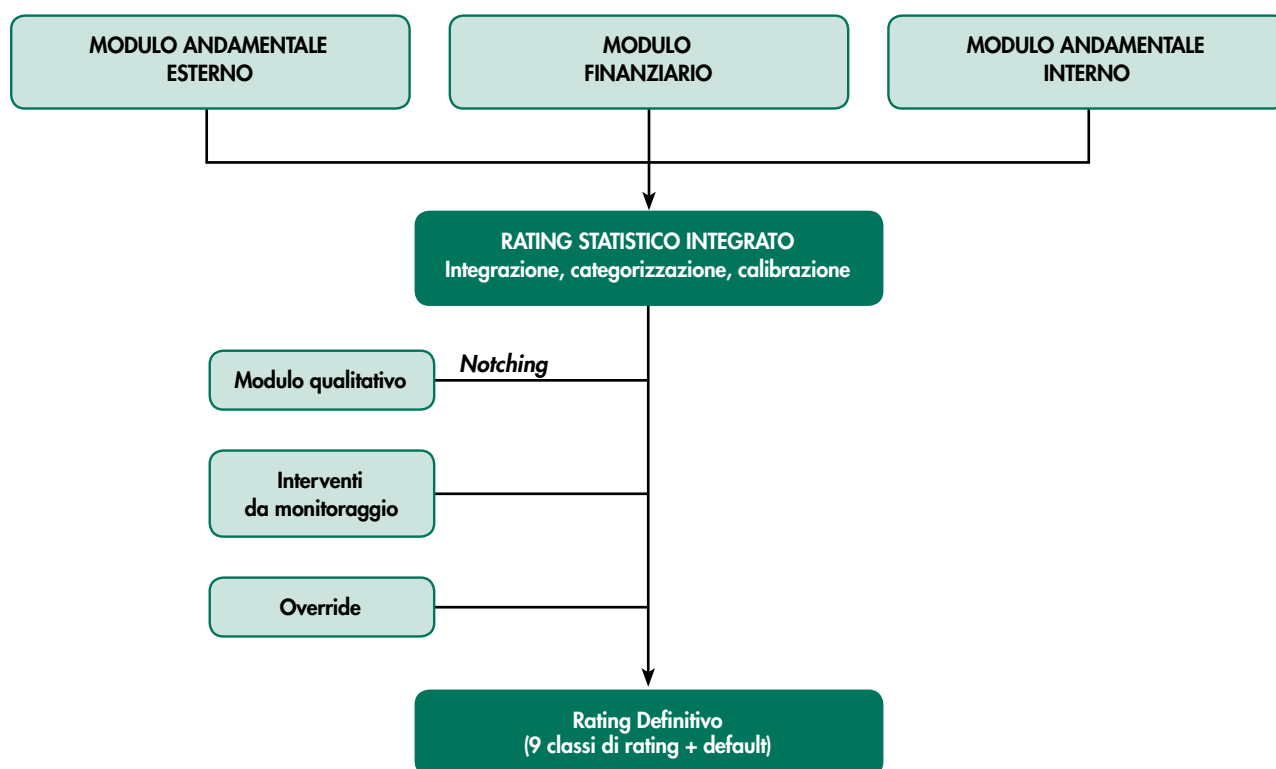 MODULO ANDAMENTALE
ESTERNO
MODULO
FINANZIARIO
MODULO ANDAMENTALE
INTERNO
RATING STATISTICO INTEGRATO
Integrazione, categorizzazione, calibrazione
Modulo qualitativo
Notching
Interventi
da monitoraggio
Override
Rating Definitivo
(9 classi di rating + default)